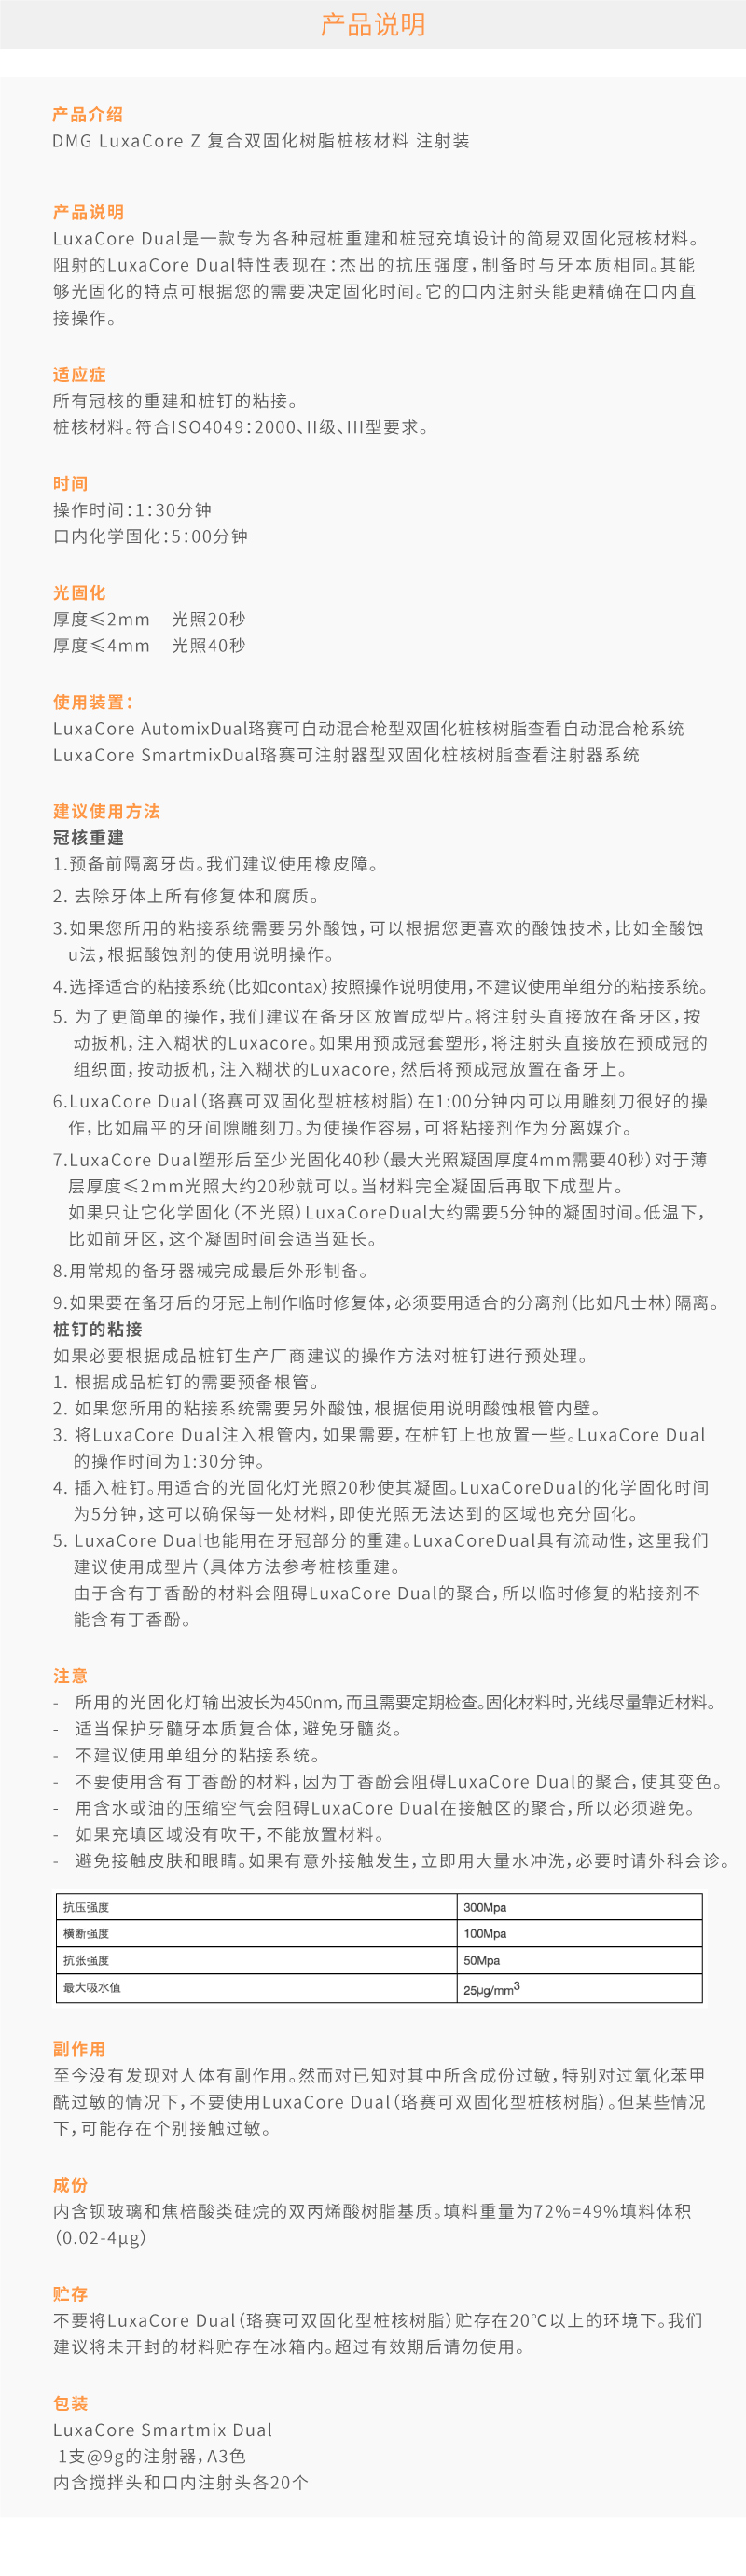 产品说明
产品介绍
DMG LuxaCore Z 复合双固化树脂桩核材料 注射装
产品说明
LuxaCore Dual是一款专为各种冠桩重建和桩冠充填设计的简易双固化冠核材料。
阻射的LuxaCore Dual特性表现在：杰出的抗压强度，制备时与牙本质相同。其能
够光固化的特点可根据您的需要决定固化时间。它的口内注射头能更精确在口内直
接操作。
适应症
所有冠核的重建和桩钉的粘接。
桩核材料。符合ISO4049：2000、II级、III型要求。
时间
操作时间：1：30分钟
口内化学固化：5：00分钟
光固化
厚度≤2mm 光照20秒
厚度≤4mm 光照40秒
使用装置：
LuxaCore AutomixDual珞赛可自动混合枪型双固化桩核树脂查看自动混合枪系统
LuxaCore SmartmixDual珞赛可注射器型双固化桩核树脂查看注射器系统
建议使用方法
冠核重建
1.预备前隔离牙齿。我们建议使用橡皮障。
2. 去除牙体上所有修复体和腐质。
3.如果您所用的粘接系统需要另外酸蚀，可以根据您更喜欢的酸蚀技术，比如全酸蚀
u法，根据酸蚀剂的使用说明操作。
4.选择适合的粘接系统（比如contax）按照操作说明使用，不建议使用单组分的粘接系统。
5. 为了更简单的操作，我们建议在备牙区放置成型片。将注射头直接放在备牙区，按
动扳机，注入糊状的Luxacore。如果用预成冠套塑形，将注射头直接放在预成冠的
组织面，按动扳机，注入糊状的Luxacore，然后将预成冠放置在备牙上。
6.LuxaCore Dual（珞赛可双固化型桩核树脂）在1:00分钟内可以用雕刻刀很好的操
作，比如扁平的牙间隙雕刻刀。为使操作容易，可将粘接剂作为分离媒介。
7.LuxaCore Dual塑形后至少光固化40秒（最大光照凝固厚度4mm需要40秒）对于薄
层厚度≤2mm光照大约20秒就可以。当材料完全凝固后再取下成型片。
如果只让它化学固化（不光照）LuxaCoreDual大约需要5分钟的凝固时间。低温下，
比如前牙区，这个凝固时间会适当延长。
8.用常规的备牙器械完成最后外形制备。
9.如果要在备牙后的牙冠上制作临时修复体，必须要用适合的分离剂（比如凡士林）隔离。
桩钉的粘接
如果必要根据成品桩钉生产厂商建议的操作方法对桩钉进行预处理。
1. 根据成品桩钉的需要预备根管。
2. 如果您所用的粘接系统需要另外酸蚀，根据使用说明酸蚀根管内壁。
3. 将LuxaCore Dual注入根管内，如果需要，在桩钉上也放置一些。LuxaCore Dual
的操作时间为1:30分钟。
4. 插入桩钉。用适合的光固化灯光照20秒使其凝固。LuxaCoreDual的化学固化时间
为5分钟，这可以确保每一处材料，即使光照无法达到的区域也充分固化。
5. LuxaCore Dual也能用在牙冠部分的重建。LuxaCoreDual具有流动性，这里我们
建议使用成型片（具体方法参考桩核重建。
由于含有丁香酚的材料会阻碍LuxaCore Dual的聚合，所以临时修复的粘接剂不
能含有丁香酚。
注意
- 所用的光固化灯输出波长为450nm，而且需要定期检查。固化材料时，光线尽量靠近材料。
- 适当保护牙髓牙本质复合体，避免牙髓炎。
- 不建议使用单组分的粘接系统。
- 不要使用含有丁香酚的材料，因为丁香酚会阻碍LuxaCore Dual的聚合，使其变色。
- 用含水或油的压缩空气会阻碍LuxaCore Dual在接触区的聚合，所以必须避免。
- 如果充填区域没有吹干，不能放置材料。
- 避免接触皮肤和眼睛。如果有意外接触发生，立即用大量水冲洗，必要时请外科会诊。
抗压强度 300Mpa
横断强度 100Mpa
抗张强度 50Mpa
最大吸水值 25μg/mm³
副作用
至今没有发现对人体有副作用。然而对已知对其中所含成份过敏，特别对过氧化苯甲
酰过敏的情况下，不要使用LuxaCore Dual（珞赛可双固化型桩核树脂）。但某些情况
下，可能存在个别接触过敏。
成份
内含钡玻璃和焦棓酸类硅烷的双丙烯酸树脂基质。填料重量为72%=49%填料体积
（0.02-4μg）
贮存
不要将LuxaCore Dual（珞赛可双固化型桩核树脂）贮存在20℃以上的环境下。我们
建议将未开封的材料贮存在冰箱内。超过有效期后请勿使用。
包装
LuxaCore Smartmix Dual
1支@9g的注射器，A3色
内含搅拌头和口内注射头各20个